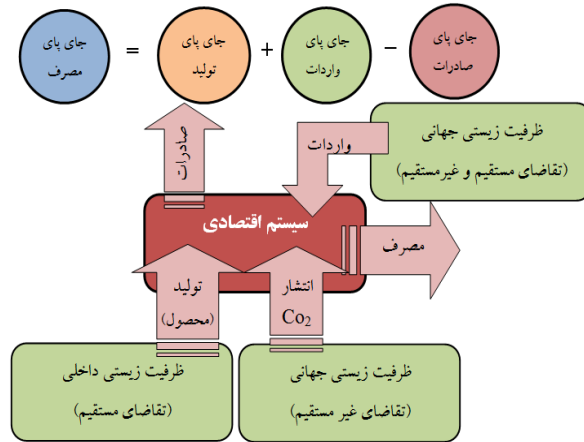 جای پای
مصرف
=
جای پای
تولید
+
جای پای
واردات
−
جای پای
صادرات
ظرفیت زیستی جهانی
(تقاضای مستقیم و غیرمستقیم)
واردات
صادرات
سیستم اقتصادی
مصرف
تولید
(محصول)
انتشار
Co₂
ظرفیت زیستی داخلی
(تقاضای مستقیم)
ظرفیت زیستی جهانی
(تقاضای غیر مستقیم)